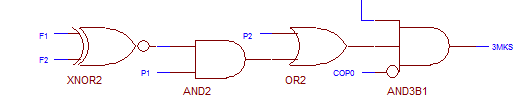 F1
F2
XNOR2
P1
AND2
P2
OR2
COP0
AND3B1
3MKS